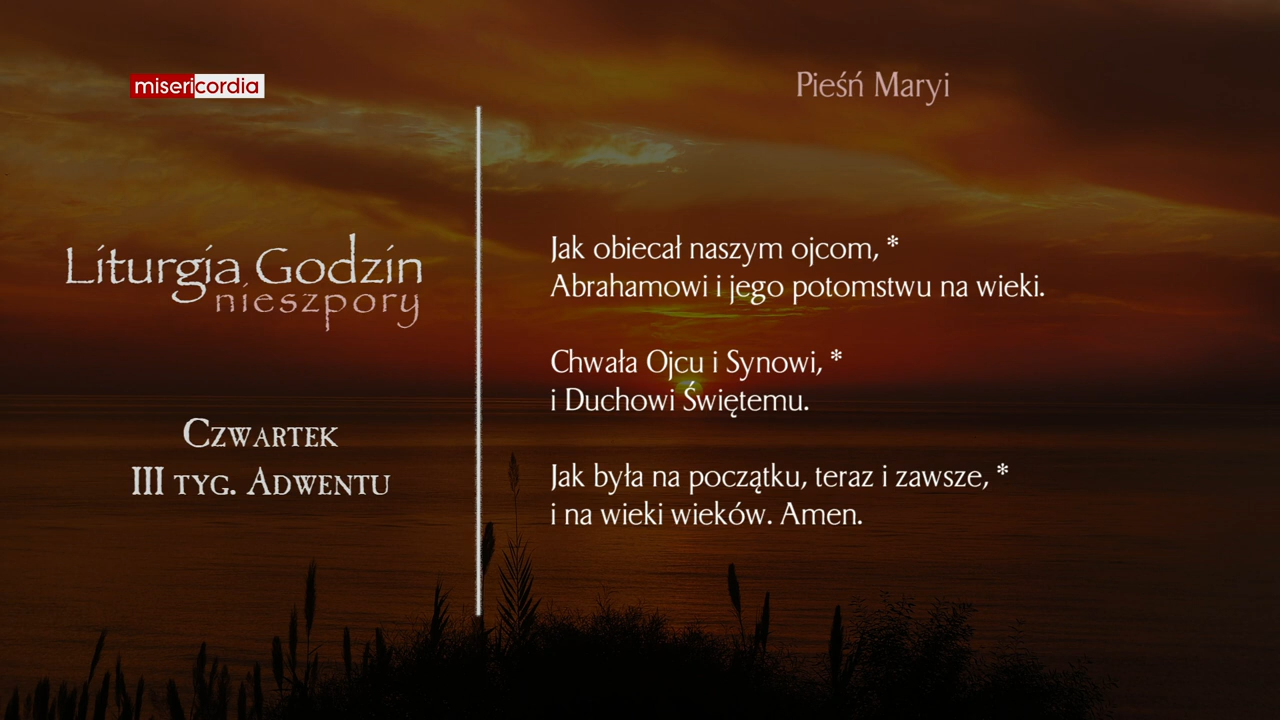 misericordia
Liturgia Godzin
nieszpory
Czwartek
III tyg. Adwentu
Pieśń Maryi
Jak obiecał naszym ojcom, *
Abrahamowi i jego potomstwu na wieki.
Chwała Ojcu i Synowi, *
i Duchowi Świętemu.
Jak była na początku, teraz i zawsze, *
i na wieki wieków. Amen.